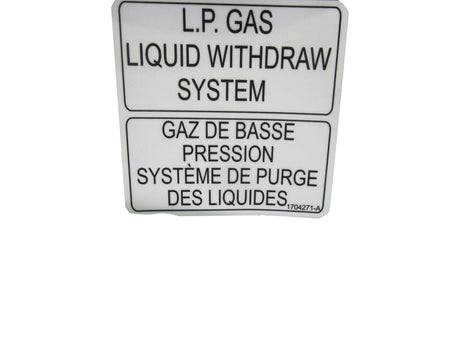 L.P. GAS
LIQUID WITHDRAW
SYSTEM
GAZ DE BASSE
PRESSION
SYSTÈME DE PURGE
DES LIQUIDES
1704271-A